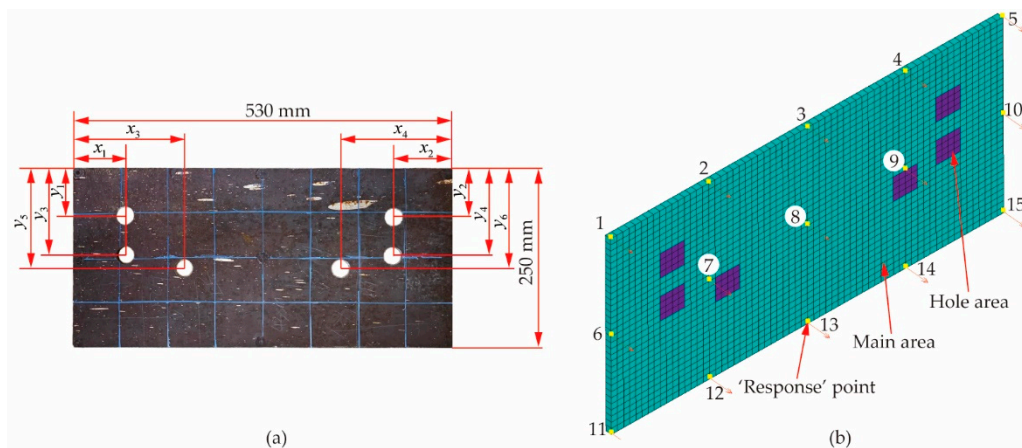 530 mm
x3
x4
x1
x2
y1
y3
y5
y2
y4
y6
250 mm
(a)
1
2
3
4
5
6
7
8
9
10
11
12
13
14
15
Hole area
Main area
‘Response’ point
(b)